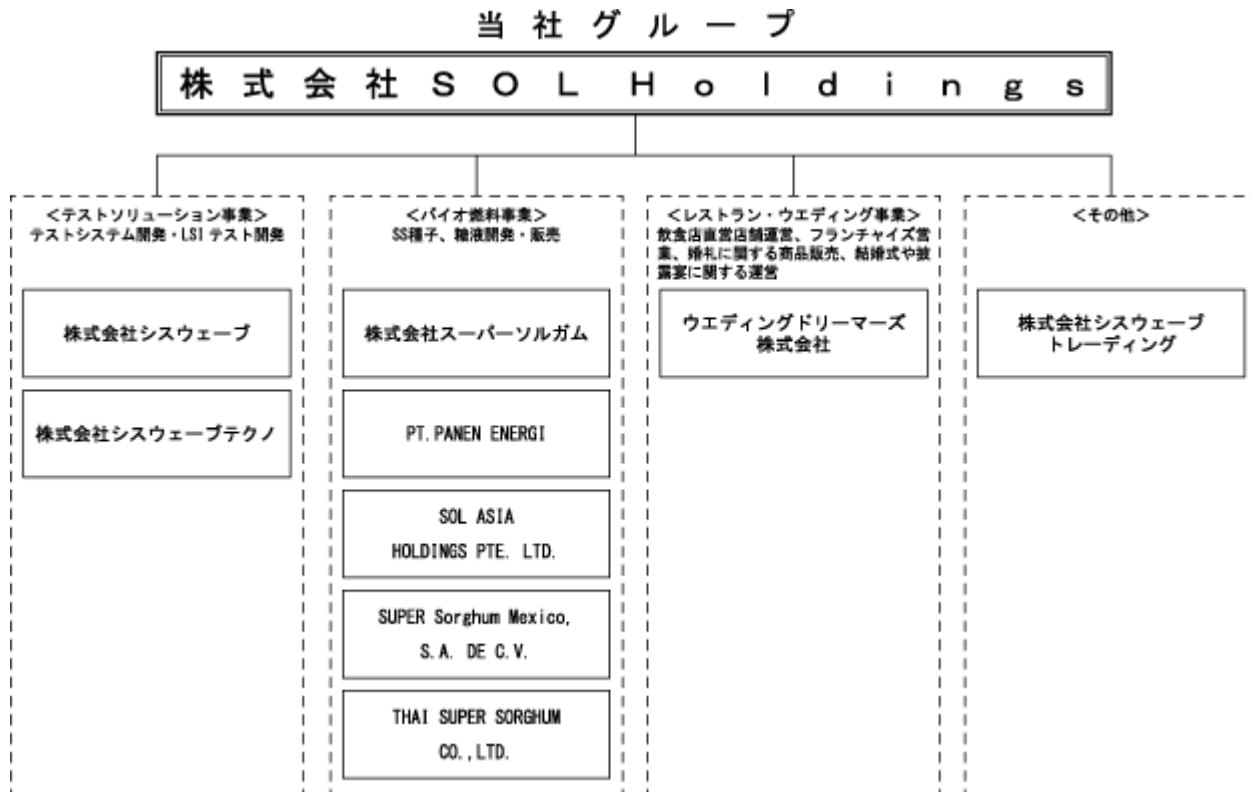 当社グループ
株式会社SOLHoldings
<テストソリューション事業>
テストシステム開発・LSIテスト開発
株式会社シスウェーブ
株式会社シスウェーブテクノ
<バイオ燃料事業>
SS種子、糖液開発・販売
株式会社スーパーソルガム
PT.PANEN ENERGI
SOL ASIA
HOLDINGS PTE. LTD.
SUPER Sorghum Mexico,
S.A. DE C.V.
THAI SUPER SORGHUM
CO.,LTD.
<レストラン・ウエディング事業>
飲食店直営店舗運営、フランチャイズ営
業、婚礼に関する商品販売、結婚式や披
露宴に関する運営
ウエディングドリーマーズ
株式会社
<その他>
株式会社シスウェーブ
トレーディング